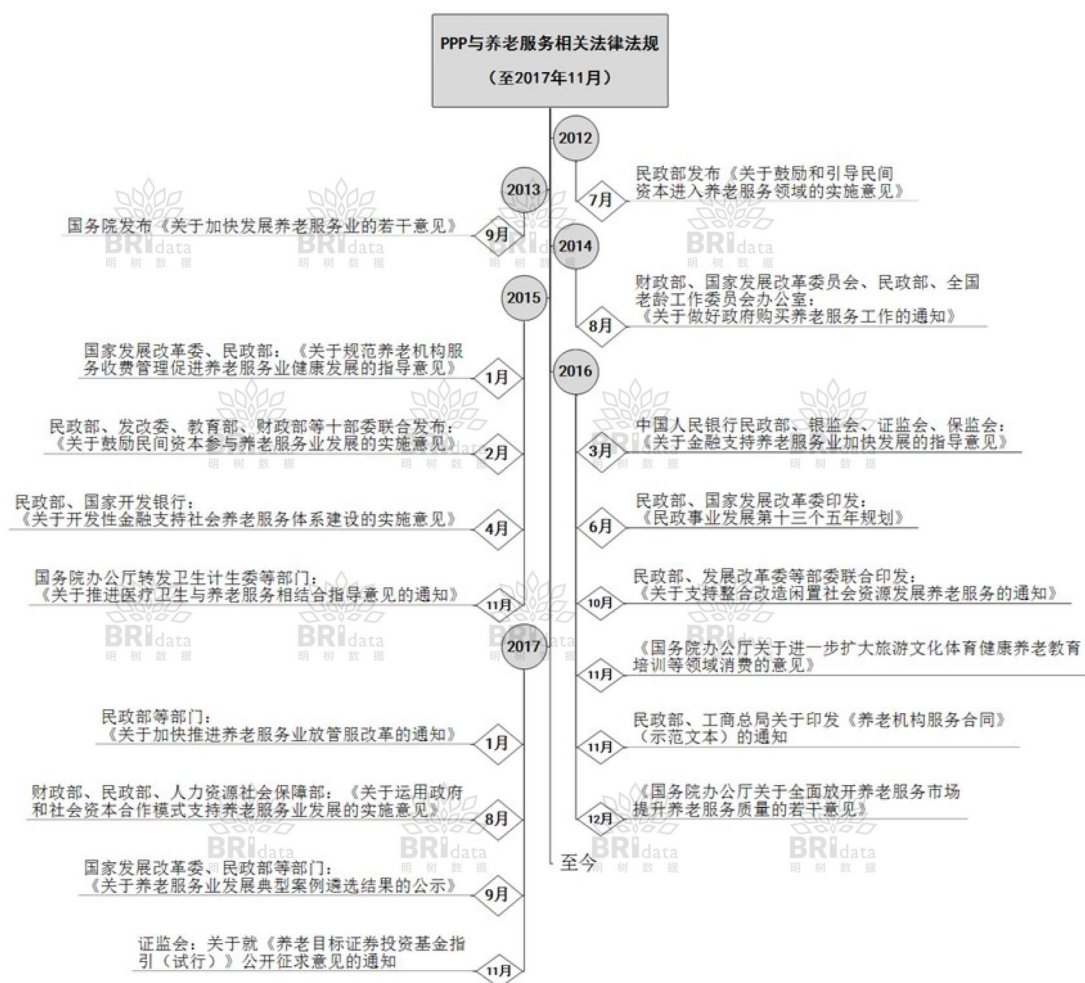 PPP与养老服务相关法律法规
（至2017年11月）
2012
7月
民政部发布《关于鼓励和引导民间
资本进入养老服务领域的实施意见》
2013
9月
国务院发布《关于加快发展养老服务业的若干意见》
2014
8月
财政部、国家发展改革委员会、民政部、全国
老龄工作委员会办公室：
《关于做好政府购买养老服务工作的通知》
2015
1月
国家发展改革委、民政部：《关于规范养老机构服
务收费管理促进养老服务业健康发展的指导意见》
2月
民政部、发改委、教育部、财政部等十部委联合发布：
《关于鼓励民间资本参与养老服务业发展的实施意见》
4月
民政部、国家开发银行：
《关于开发性金融支持社会养老服务体系建设的实施意见》
11月
国务院办公厅转发卫生计生委等部门：
《关于推进医疗卫生与养老服务相结合指导意见的通知》
2016
3月
中国人民银行民政部、银监会、证监会、保监会：
《关于金融支持养老服务业加快发展的指导意见》
6月
民政部、国家发展改革委印发：
《民政事业发展第十三个五年规划》
10月
民政部、发展改革委等部委联合印发：
《关于支持整合改造闲置社会资源发展养老服务的通知》
11月
《国务院办公厅关于进一步扩大旅游文化体育健康养老教育
培训等领域消费的意见》
11月
民政部、工商总局关于印发《养老机构服务合同》
（示范文本）的通知
12月
《国务院办公厅关于全面放开养老服务市场
提升养老服务质量的若干意见》
2017
1月
民政部等部门：
《关于加快推进养老服务业放管服改革的通知》
8月
财政部、民政部、人力资源社会保障部：《关于运用政府
和社会资本合作模式支持养老服务业发展的实施意见》
9月
国家发展改革委、民政部等部门：
《关于养老服务业发展典型案例遴选结果的公示》
11月
证监会：关于就《养老目标证券投资基金指
引（试行）》公开征求意见的通知
至今
BRIdata
明树数据